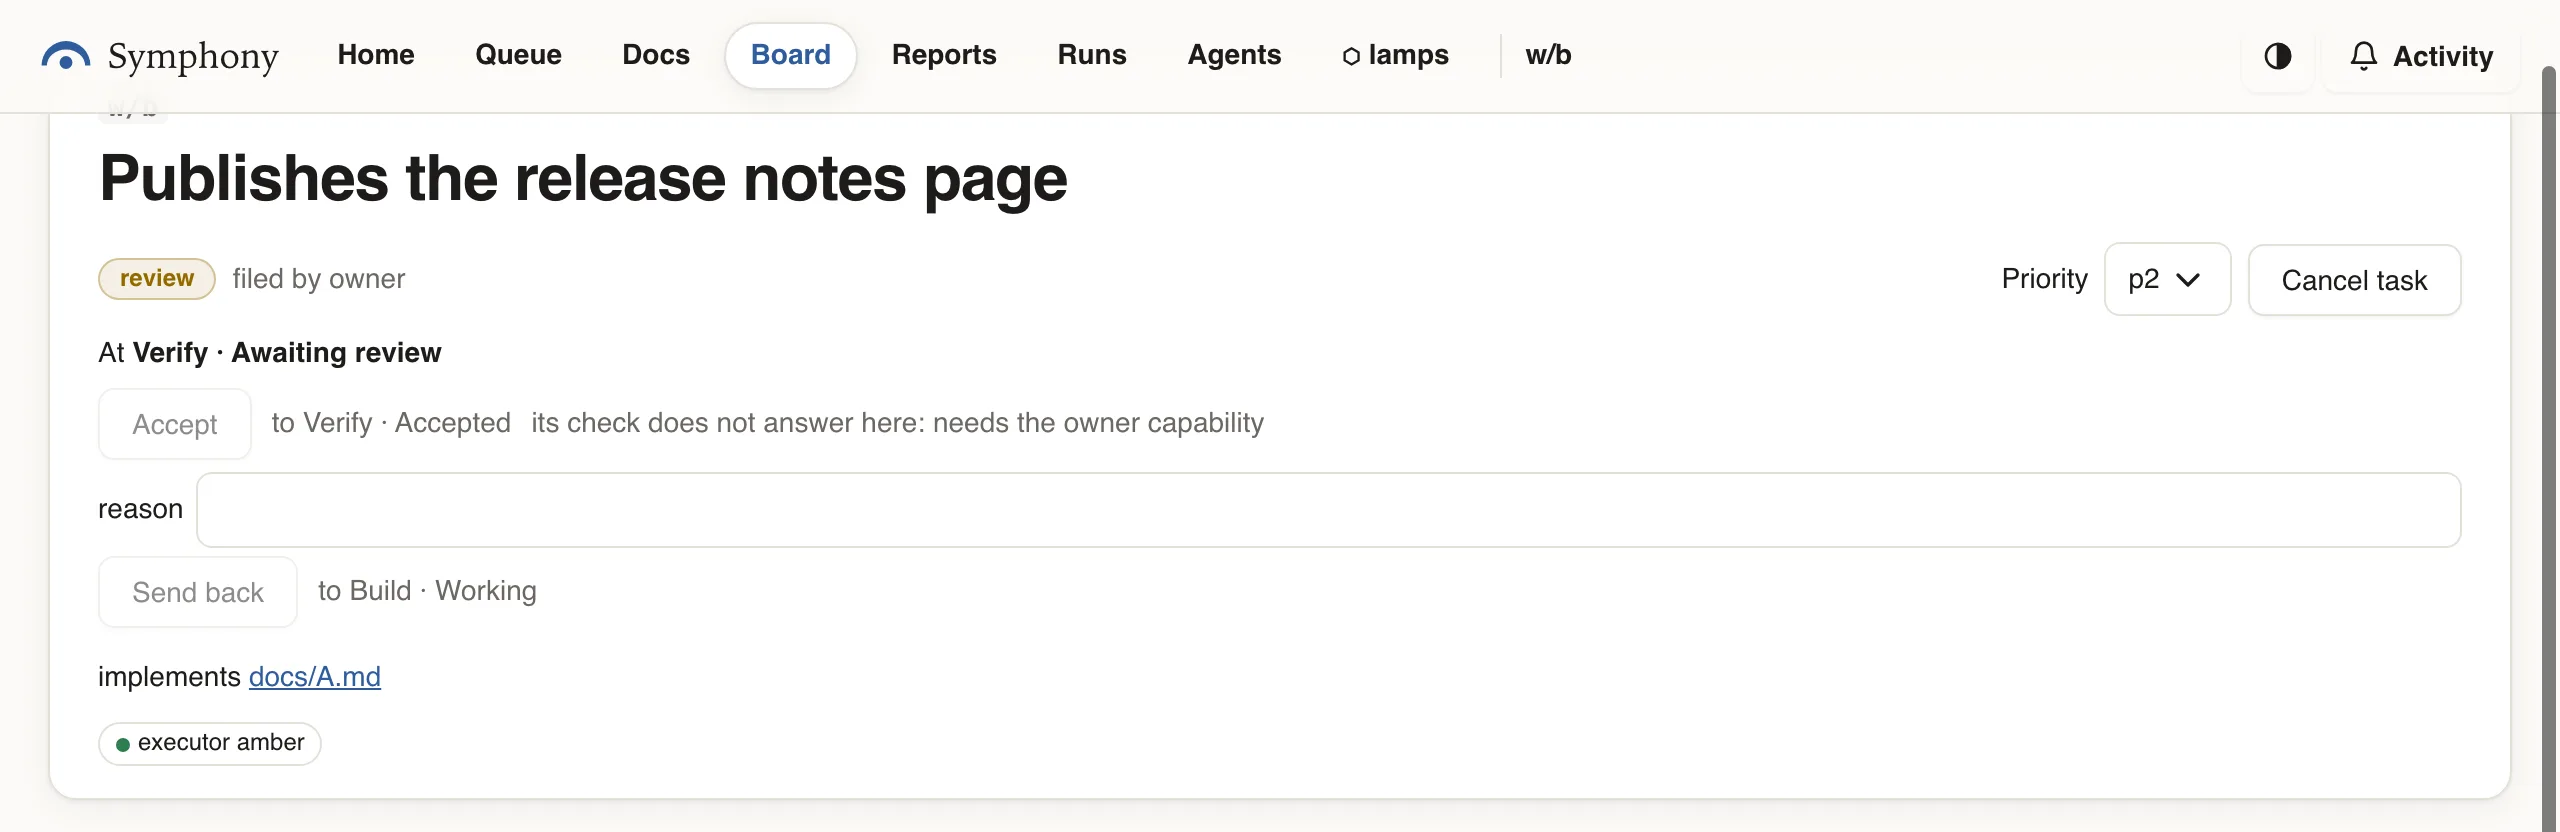 Symphony Home Queue Docs Board Reports Runs Agents lamps w/b Activity
w/b
Publishes the release notes page
review filed by owner Priority p2 Cancel task
At Verify · Awaiting review
Accept to Verify · Accepted its check does not answer here: needs the owner capability
reason
Send back to Build · Working
implements docs/A.md
executor amber